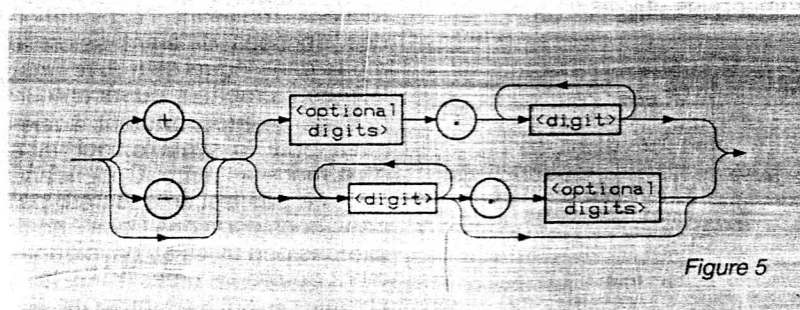 +
<optional
digits>
.
<digit>
-
<digit>
.
<optional
digits>
Figure 5